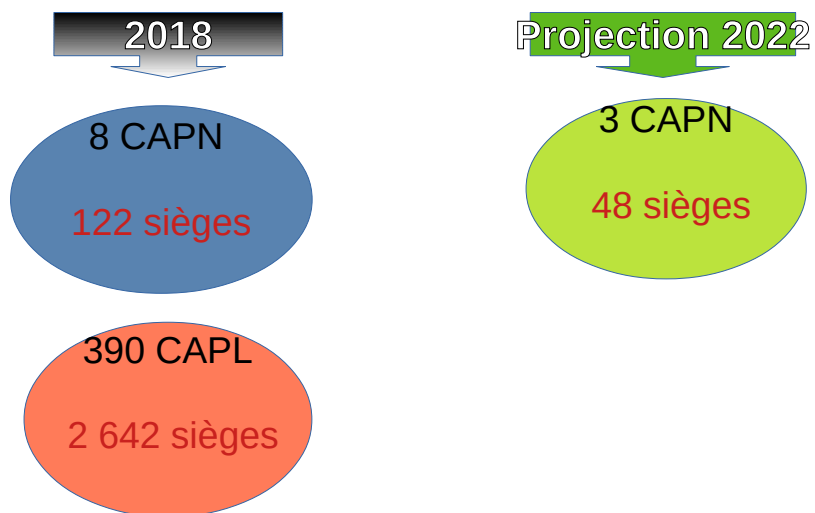 2018
Projection 2022
8 CAPN
122 sièges
3 CAPN
48 sièges
390 CAPL
2 642 sièges